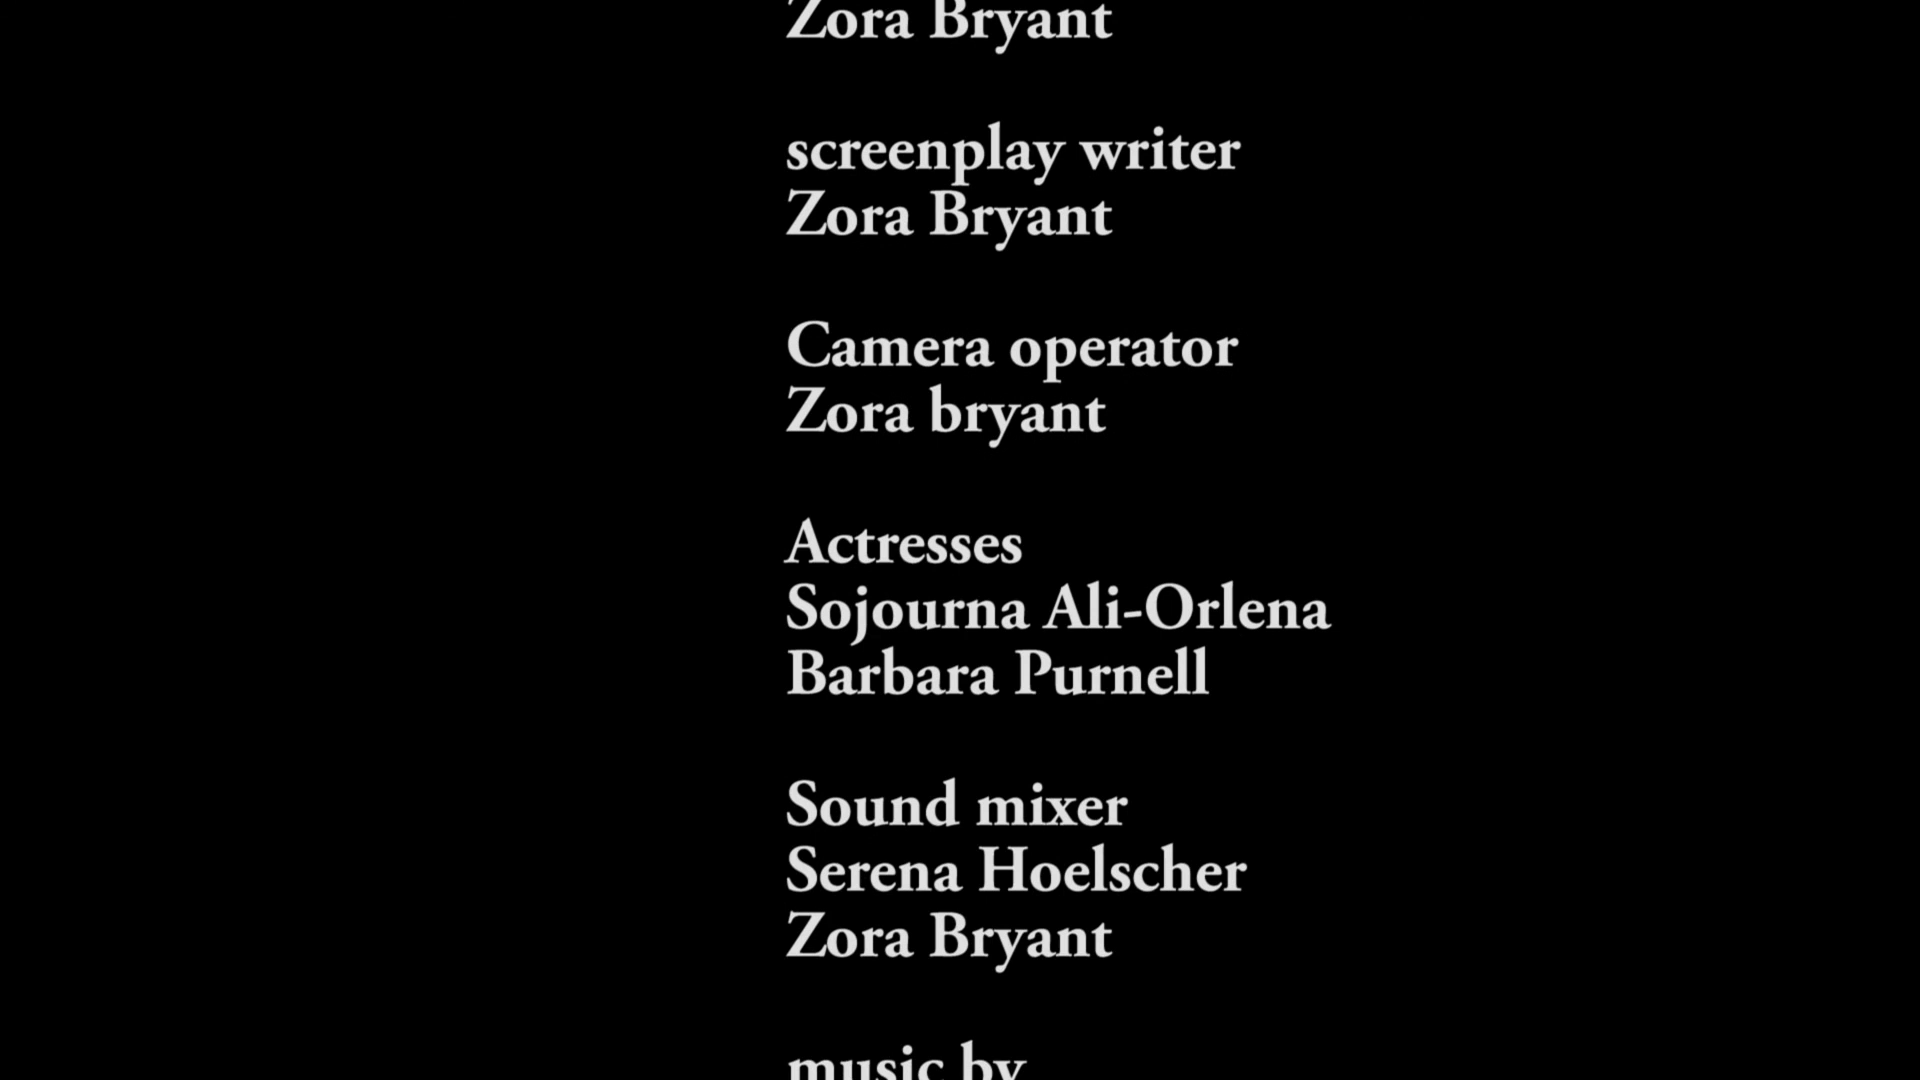 Zora Bryant
screenplay writer
Zora Bryant
Camera operator
Zora bryant
Actresses
Sojourna Ali-Orlena
Barbara Purnell
Sound mixer
Serena Hoelscher
Zora Bryant
music by